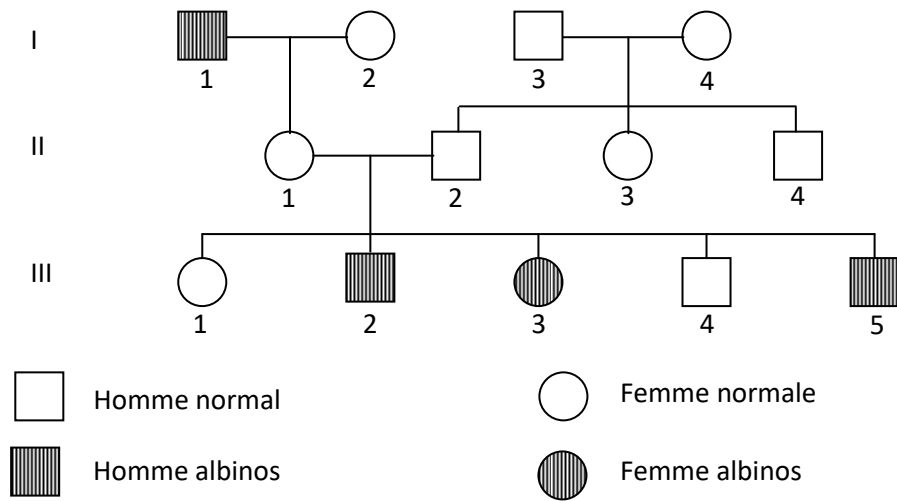 I
1 2 3 4
II
1 2 3 4
III
1 2 3 4 5
Homme normal Femme normale
Homme albinos Femme albinos